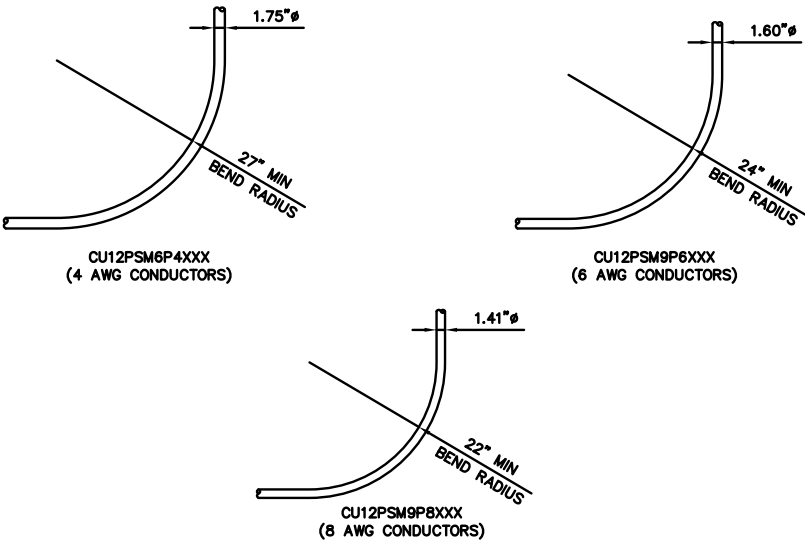 1.75"ø
27" MIN
BEND RADIUS
CU12PSM6P4XXX
(4 AWG CONDUCTORS)
1.60"ø
24" MIN
BEND RADIUS
CU12PSM9P6XXX
(6 AWG CONDUCTORS)
1.41"ø
22" MIN
BEND RADIUS
CU12PSM9P8XXX
(8 AWG CONDUCTORS)